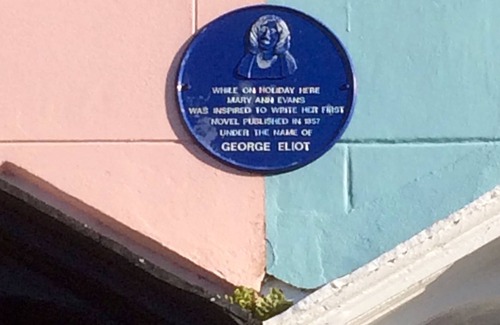 WHILE ON HOLIDAY HERE
MARY ANN EVANS
WAS INSPIRED TO WRITE HER FIRST
NOVEL PUBLISHED IN 1857
UNDER THE NAME OF
GEORGE ELIOT